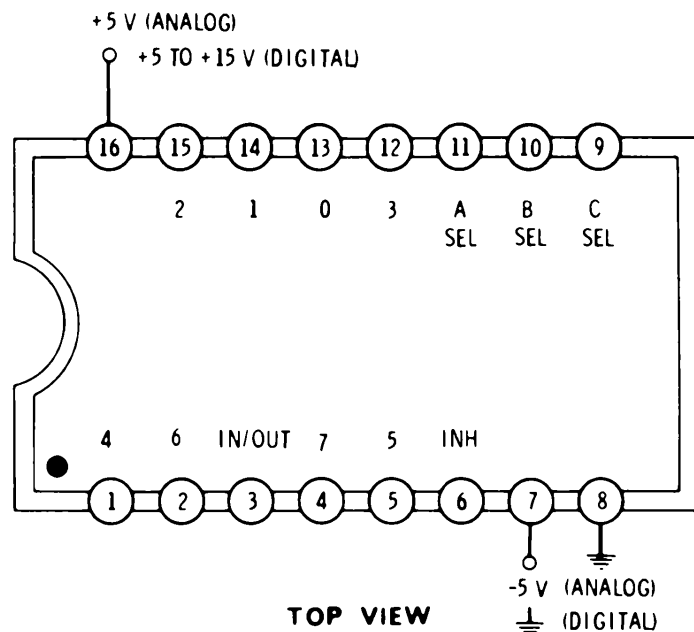 +5 V (ANALOG)
+5 TO +15 V (DIGITAL)
16 15 14 13 12 11 10 9
2 1 0 3 A B C
SEL SEL SEL
4 6 IN/OUT 7 5 INH
1 2 3 4 5 6 7 8
-5 V (ANALOG)
(DIGITAL)
TOP VIEW